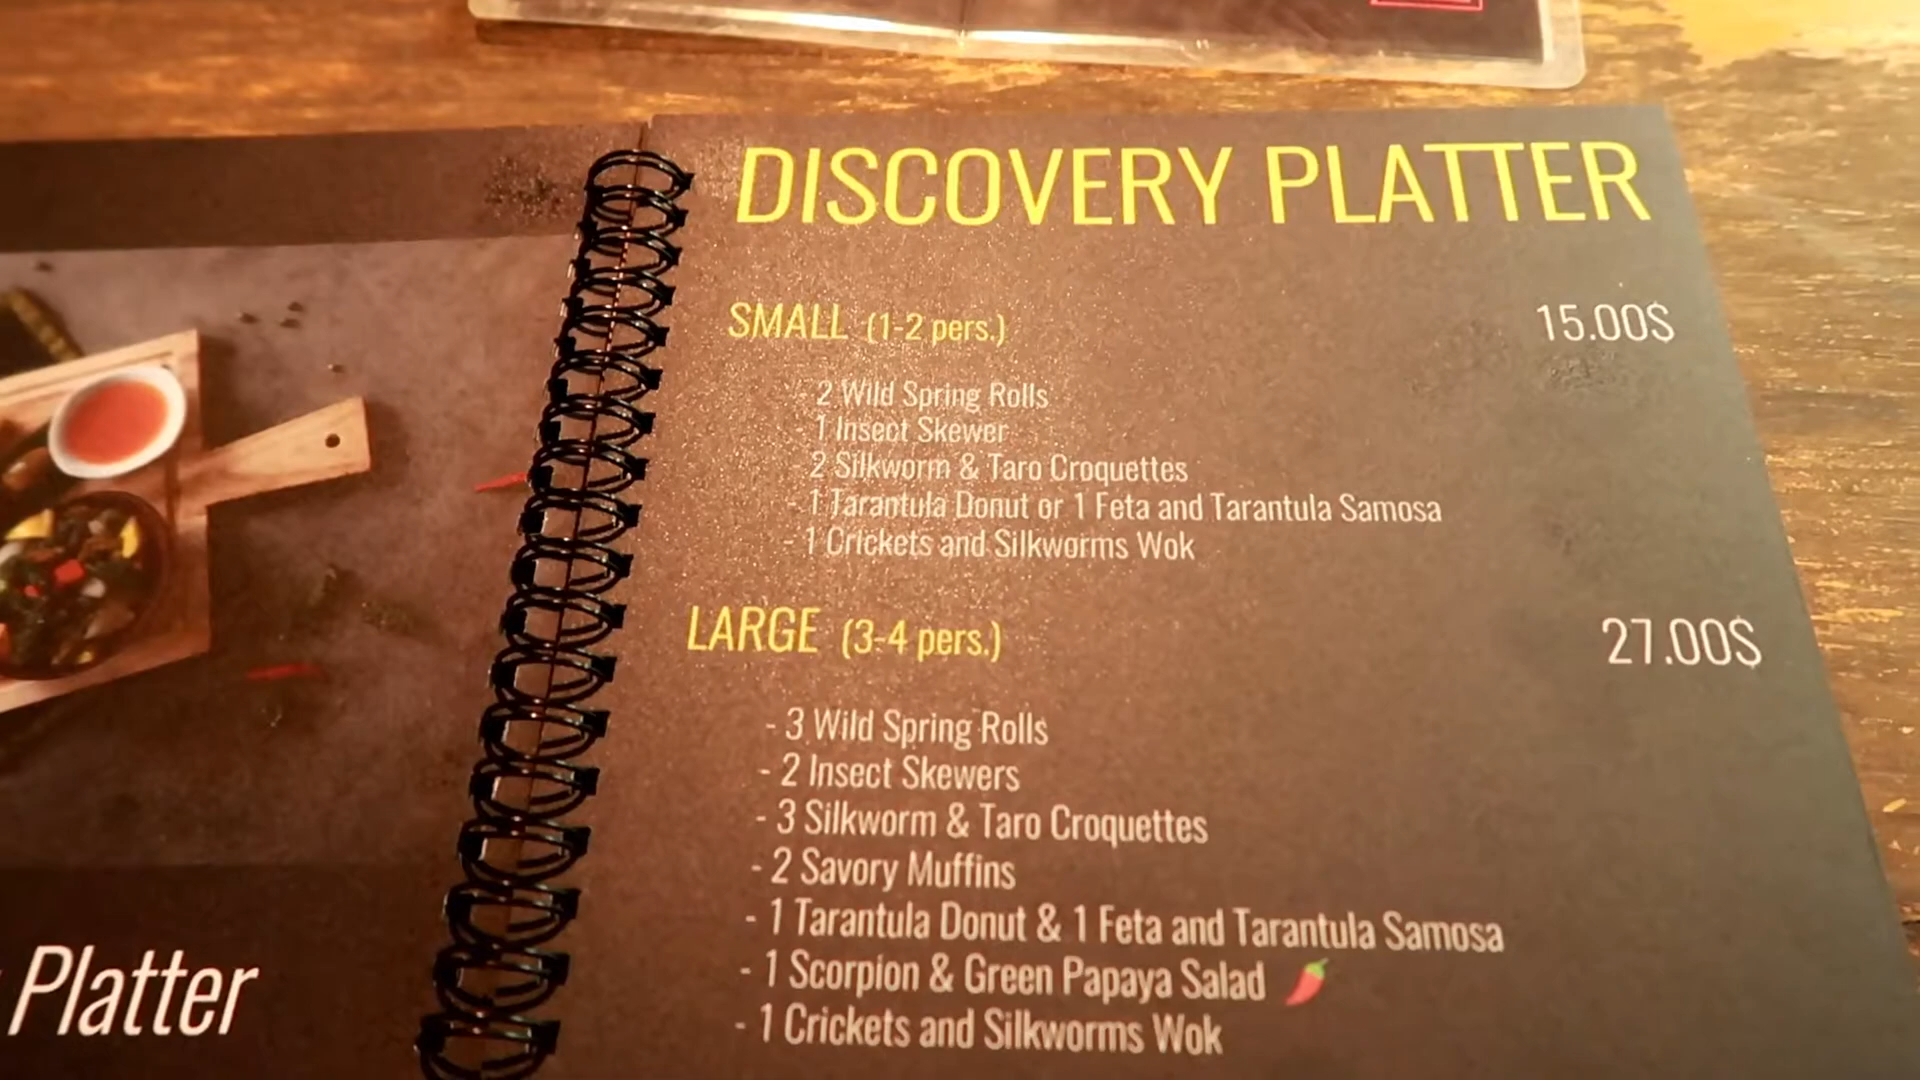 DISCOVERY PLATTER
SMALL (1-2 pers.) 15.00$
- 2 Wild Spring Rolls
- 1 Insect Skewer
- 2 Silkworm & Taro Croquettes
- 1 Tarantula Donut or 1 Feta and Tarantula Samosa
- 1 Crickets and Silkworms Wok
LARGE (3-4 pers.) 27.00$
- 3 Wild Spring Rolls
- 2 Insect Skewers
- 3 Silkworm & Taro Croquettes
- 2 Savory Muffins
- 1 Tarantula Donut & 1 Feta and Tarantula Samosa
- 1 Scorpion & Green Papaya Salad 🌶️
- 1 Crickets and Silkworms Wok
Platter